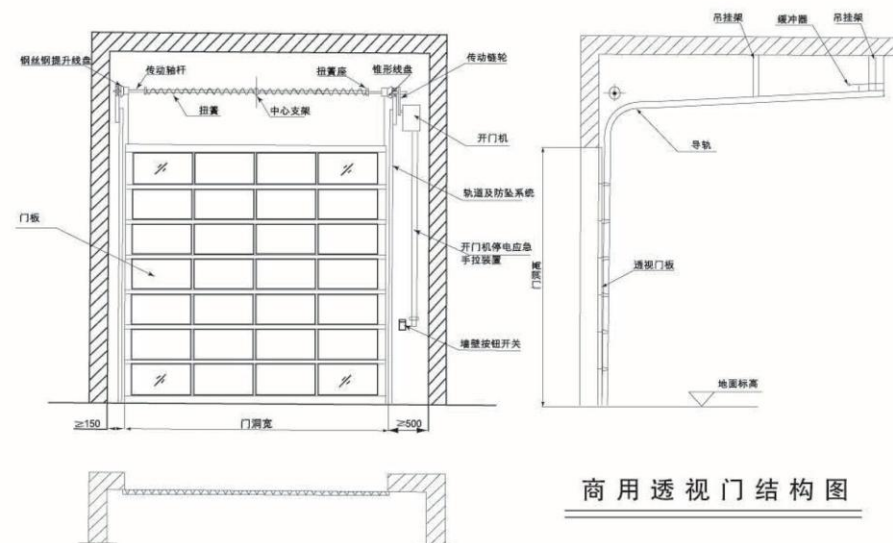 吊挂架
缓冲器
吊挂架
钢丝钢提升线盘
传动轴杆
扭簧座
锥形线盘
传动链轮
扭簧
中心支架
开门机
导轨
轨道及防坠系统
门板
开门机停电应急
手拉装置
门洞高
透视门板
墙壁按钮开关
地面标高
≥150
门洞宽
≥500
商用透视门结构图